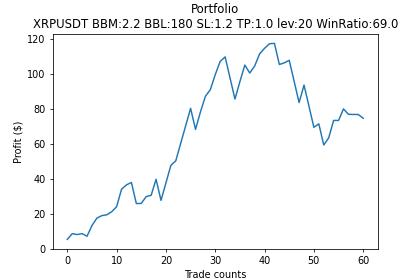 Portfolio
XRPUSDT BBM:2.2 BBL:180 SL:1.2 TP:1.0 lev:20 WinRatio:69.0
120
100
80
60
40
20
0
Profit ($)
0 10 20 30 40 50 60
Trade counts